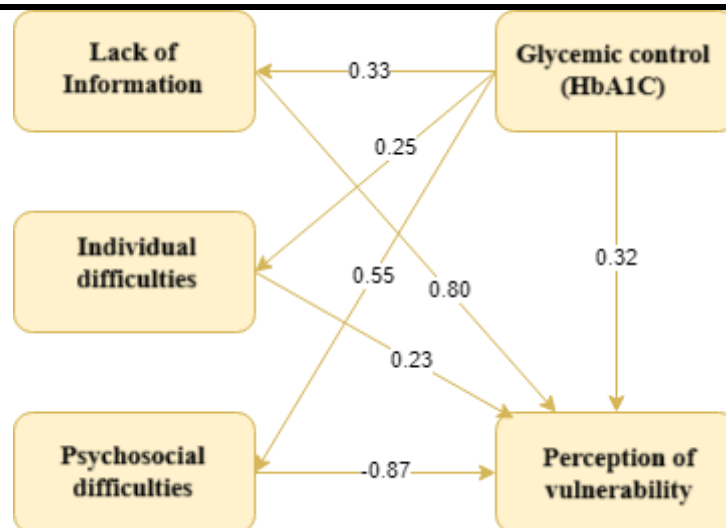 Lack of
Information
Glycemic control
(HbA1C)
0.33
0.25
Individual
difficulties
0.32
0.55
0.80
0.23
Psychosocial
difficulties
-0.87
Perception of
vulnerability